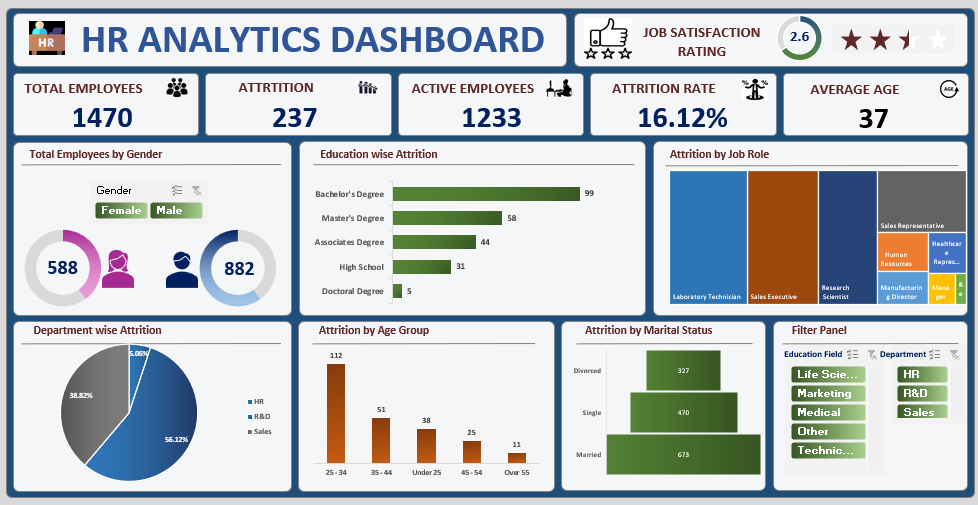 HR
HR ANALYTICS DASHBOARD
JOB SATISFACTION
RATING
2.6
TOTAL EMPLOYEES
1470
ATTRTITION
237
ACTIVE EMPLOYEES
1233
ATTRITION RATE
16.12%
AVERAGE AGE
AGE
37
Total Employees by Gender
Gender
Female
Male
588
882
Education wise Attrition
Bachelor's Degree 99
Master's Degree 58
Associates Degree 44
High School 31
Doctoral Degree 5
Attrition by Job Role
Laboratory Technician
Sales Executive
Research
Scientist
Sales Representative
Human
Resources
Healthcar
e
Repres...
Manufacturin
g Director
Mana
ger
R
e
Department wise Attrition
5.06%
38.82%
56.12%
HR
R&D
Sales
Attrition by Age Group
112
51
38
25
11
25 - 34
35 - 44
Under 25
45 - 54
Over 55
Attrition by Marital Status
Divorced 327
Single 470
Married 673
Filter Panel
Education Field
Life Scie...
Marketing
Medical
Other
Technic...
Department
HR
R&D
Sales